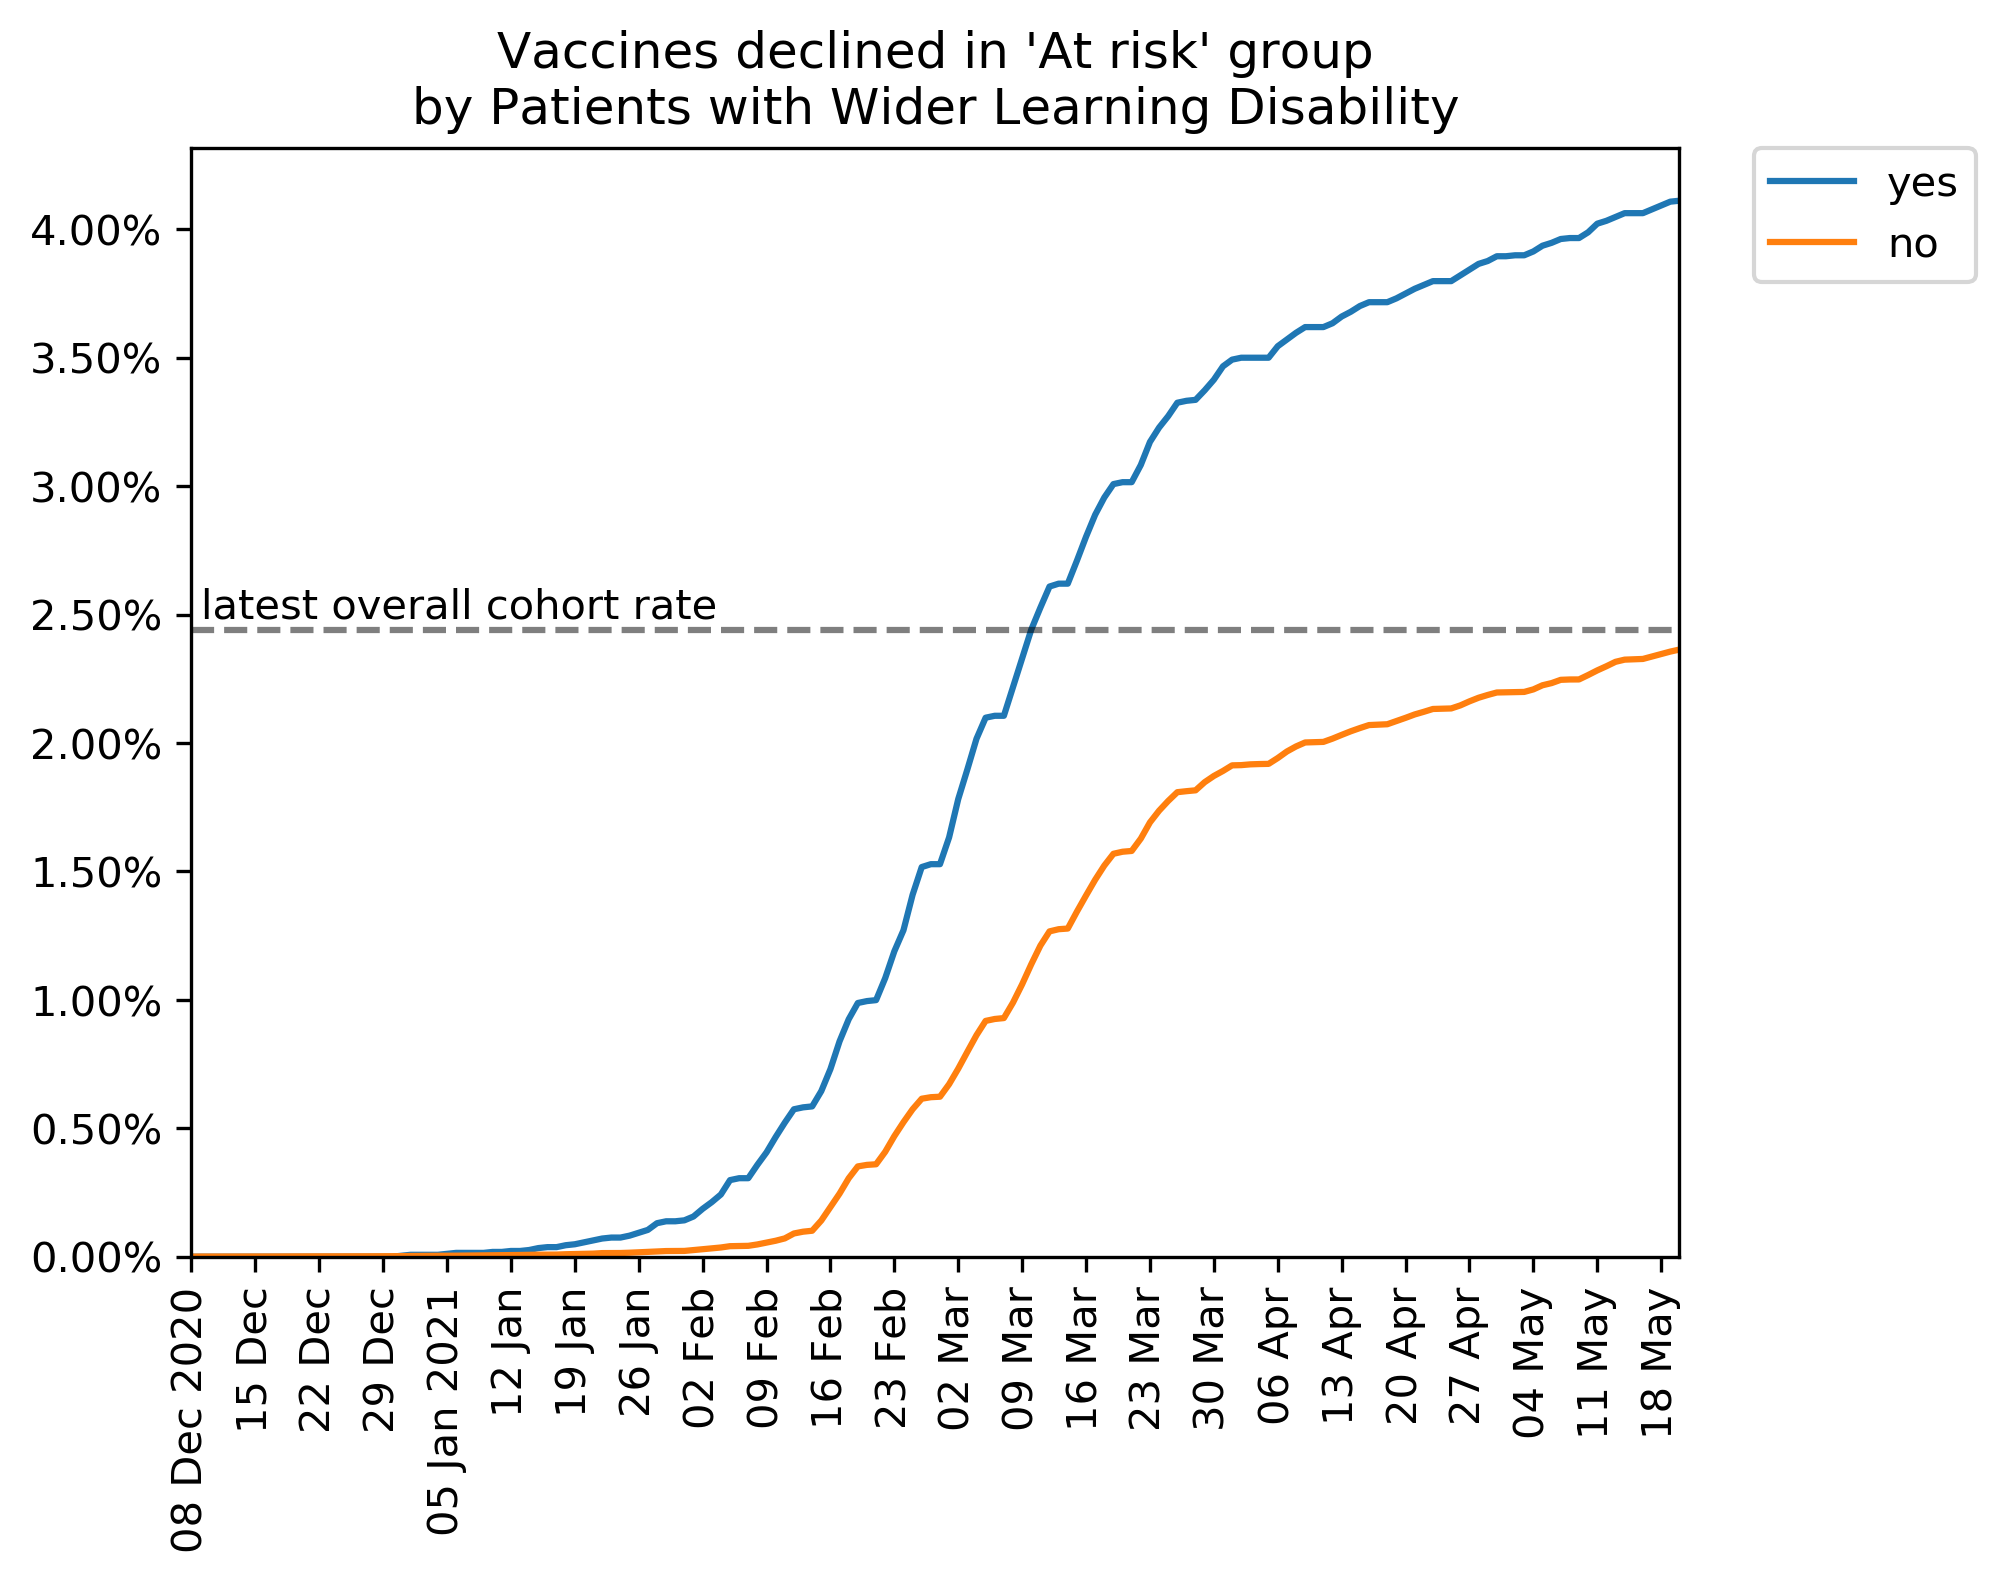 Vaccines declined in 'At risk' group
by Patients with Wider Learning Disability
yes
no
4.00%
3.50%
3.00%
2.50%
2.00%
1.50%
1.00%
0.50%
0.00%
latest overall cohort rate
08 Dec 2020
15 Dec
22 Dec
29 Dec
05 Jan 2021
12 Jan
19 Jan
26 Jan
02 Feb
09 Feb
16 Feb
23 Feb
02 Mar
09 Mar
16 Mar
23 Mar
30 Mar
06 Apr
13 Apr
20 Apr
27 Apr
04 May
11 May
18 May